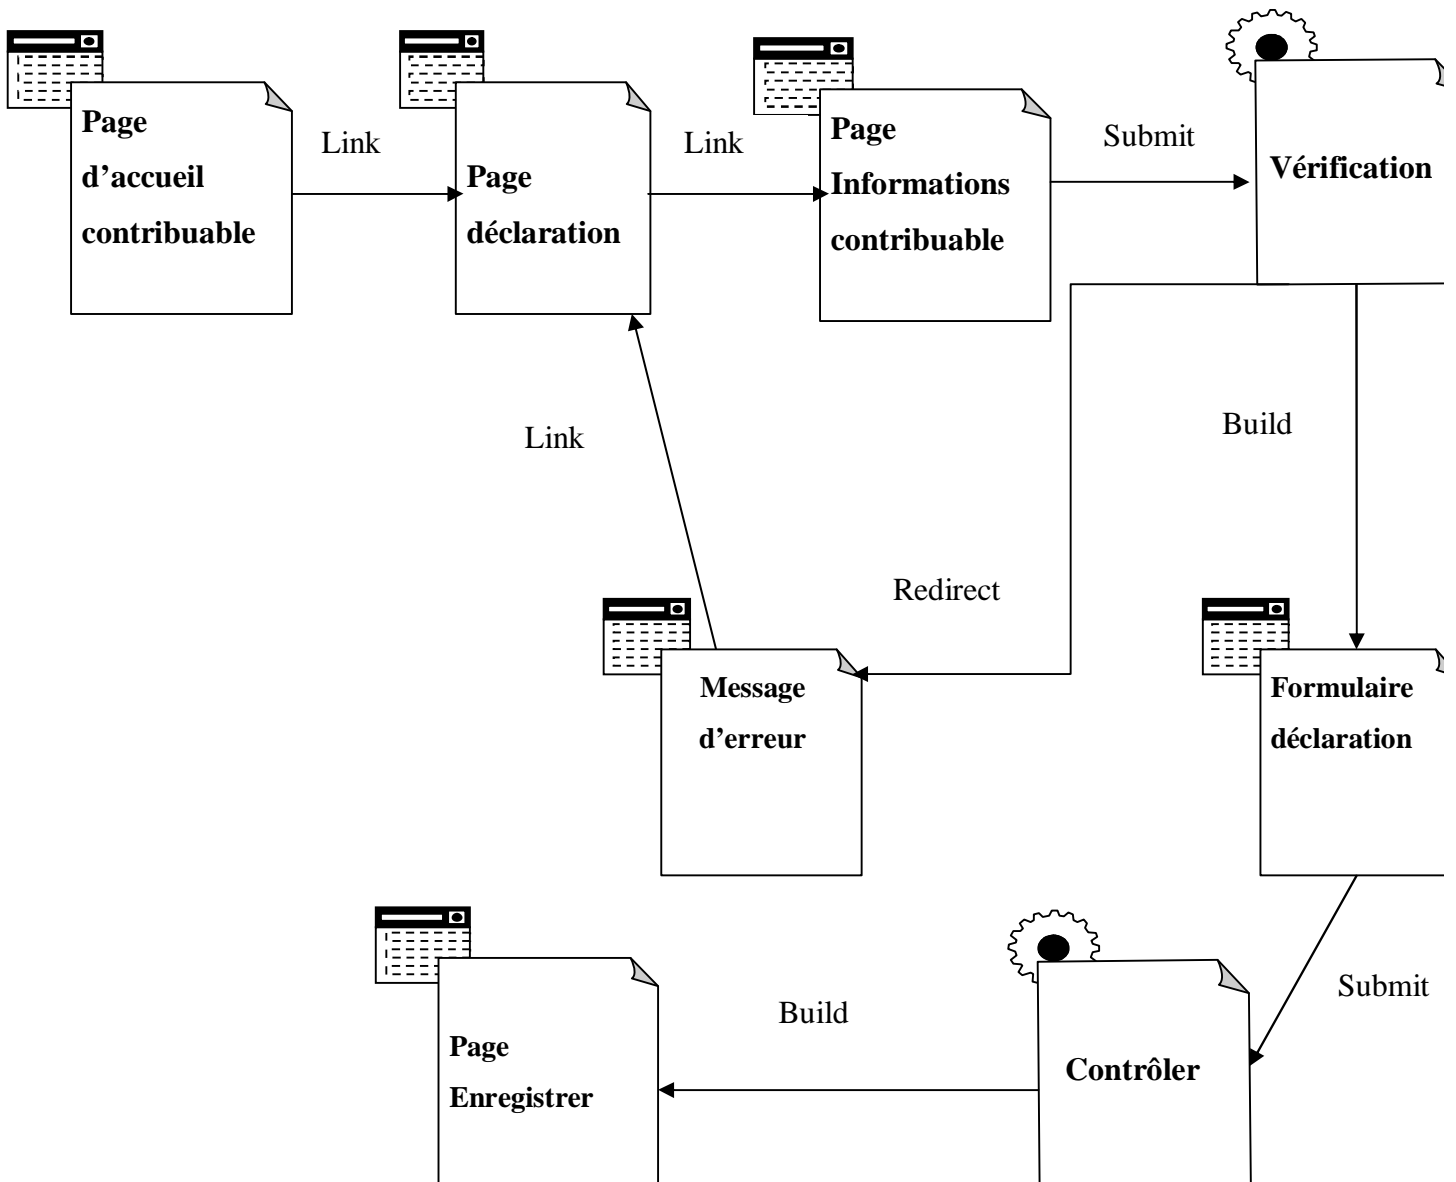 Page
d'accueil
contribuable
Link
Page
déclaration
Link
Page
Informations
contribuable
Submit
Vérification
Link
Build
Redirect
Message
d'erreur
Formulaire
déclaration
Submit
Contrôler
Build
Page
Enregistrer